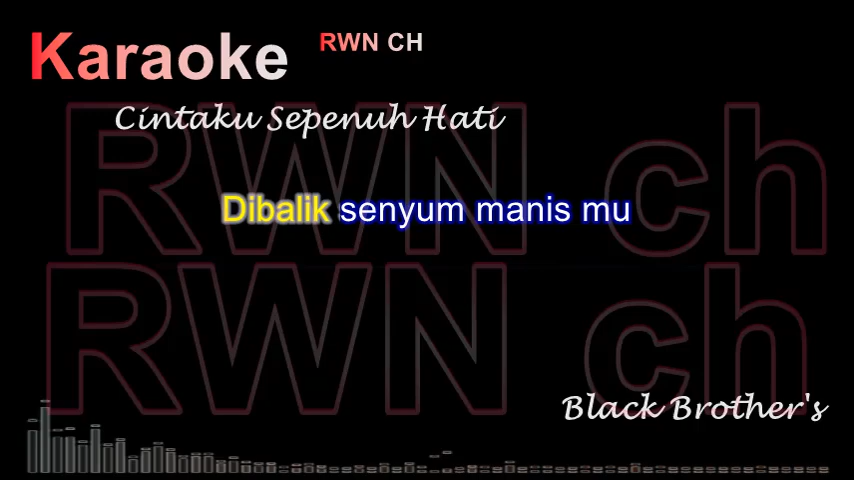 Karaoke RWN CH
Cintaku Sepenuh Hati
RWN ch
Dibalik senyum manis mu
RWN ch
Black Brother's